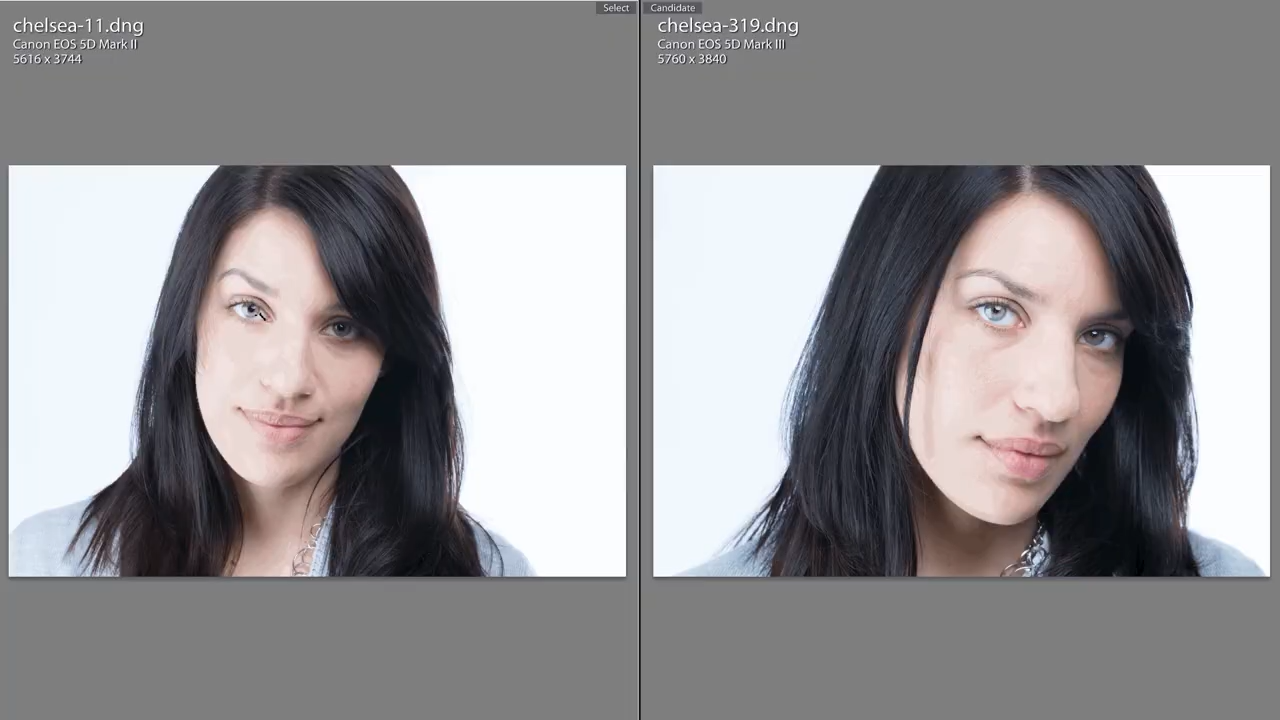 Select
chelsea-11.dng
Canon EOS 5D Mark II
5616 x 3744
Candidate
chelsea-319.dng
Canon EOS 5D Mark III
5760 x 3840